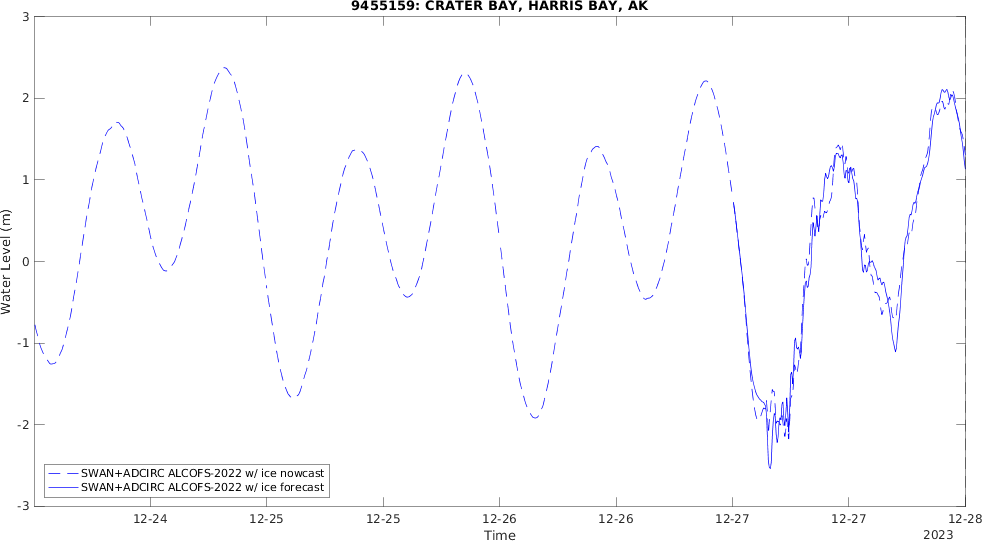 9455159: CRATER BAY, HARRIS BAY, AK
3
2
1
0
-1
-2
-3
Water Level (m)
SWAN+ADCIRC ALCOFS-2022 w/ ice nowcast
SWAN+ADCIRC ALCOFS-2022 w/ ice forecast
12-24 12-25 12-25 12-26 12-26 12-27 12-27 12-28
Time 2023